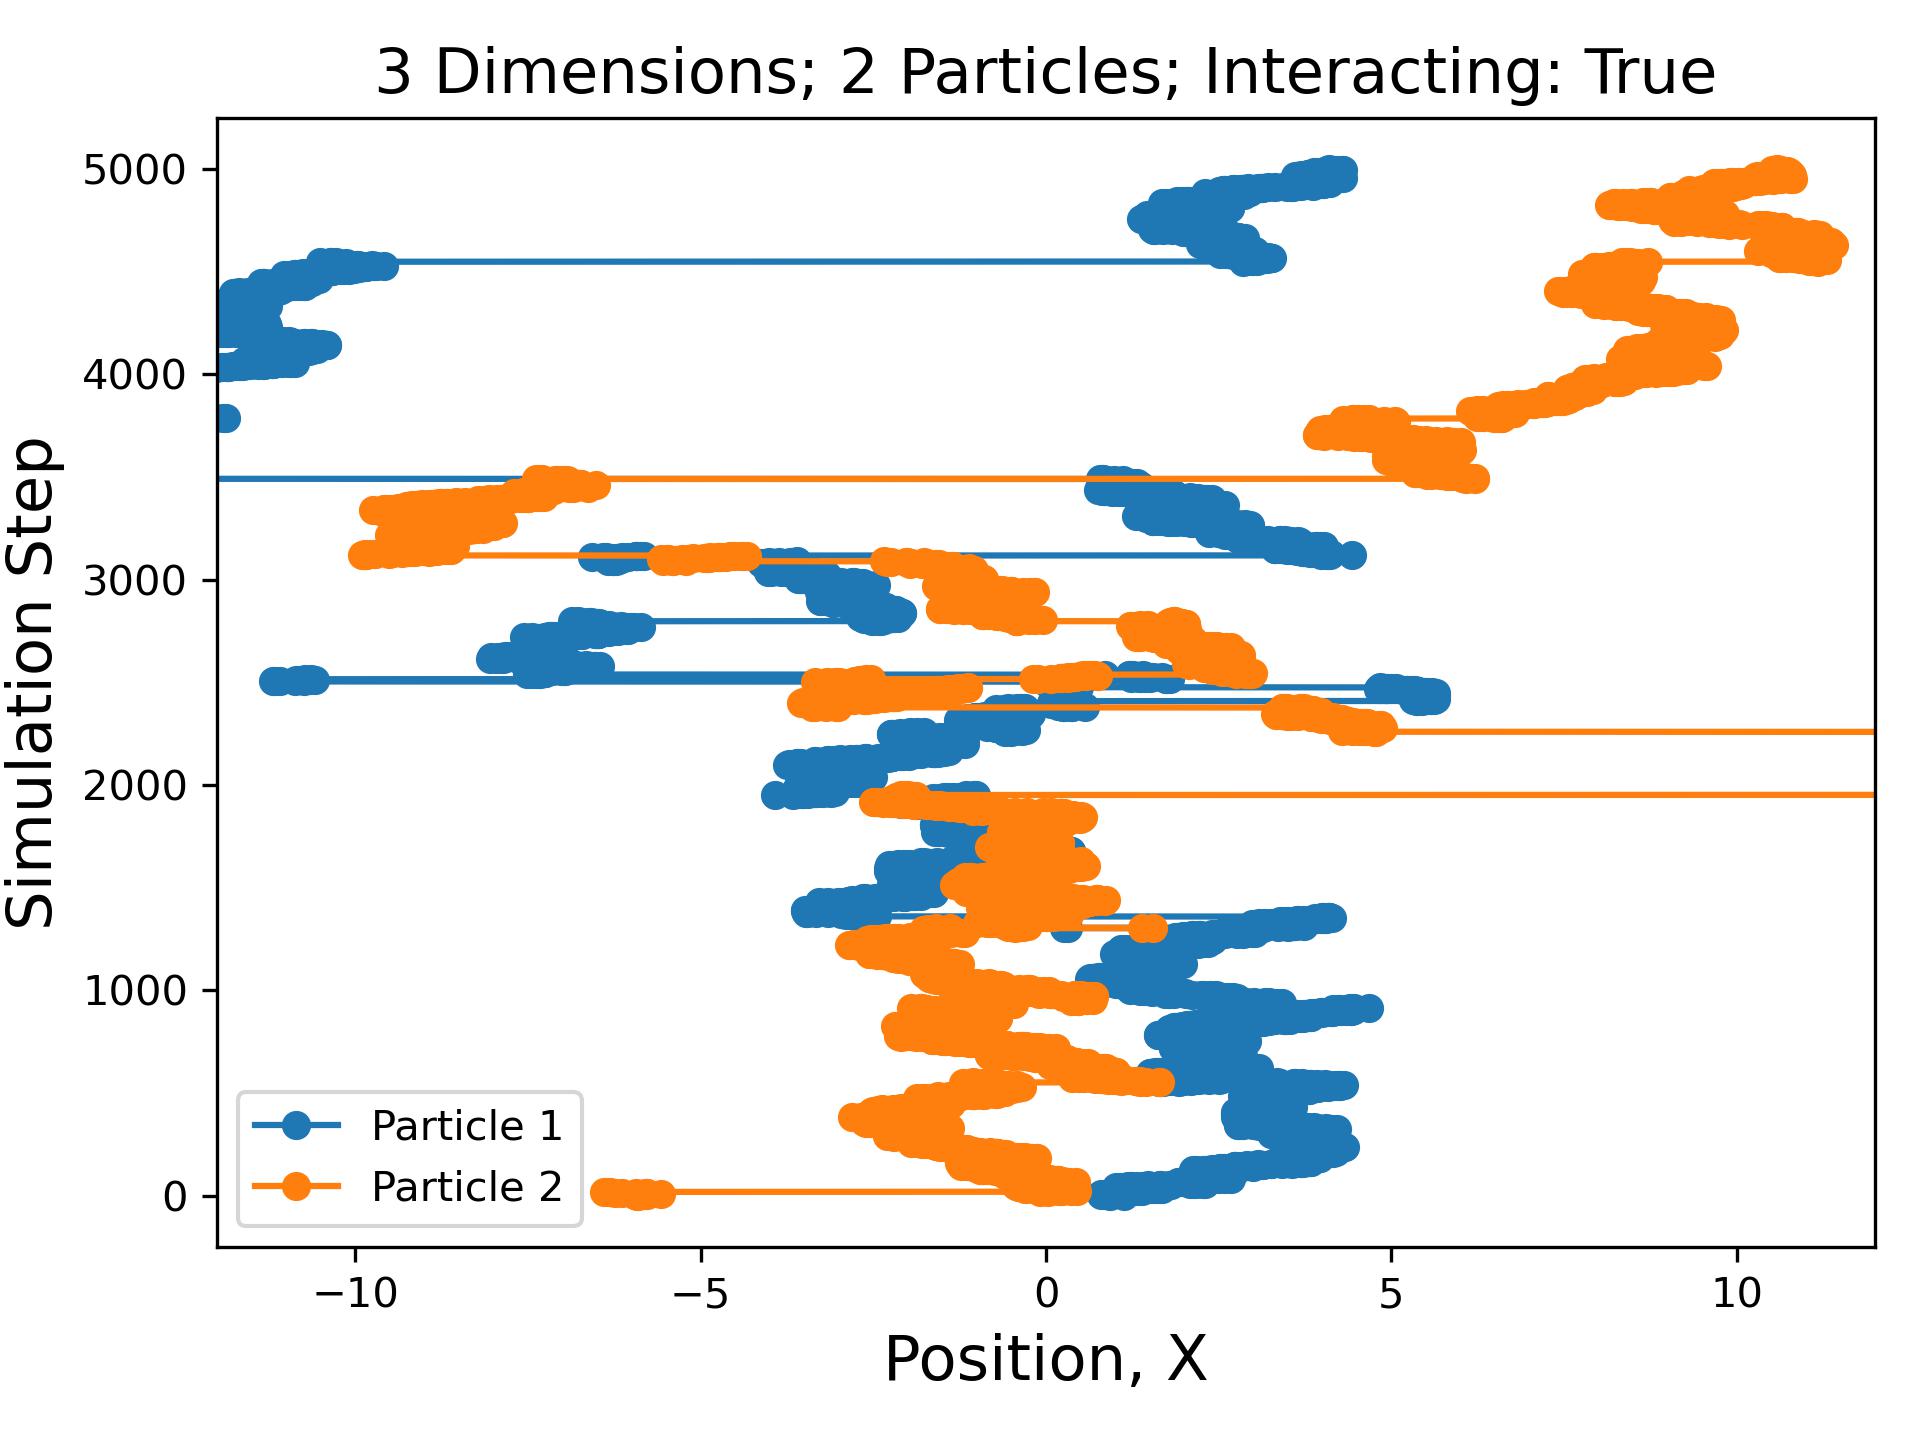 3 Dimensions; 2 Particles; Interacting: True
Simulation Step
5000
4000
3000
2000
1000
0
Particle 1
Particle 2
−10
−5
0
5
10
Position, X